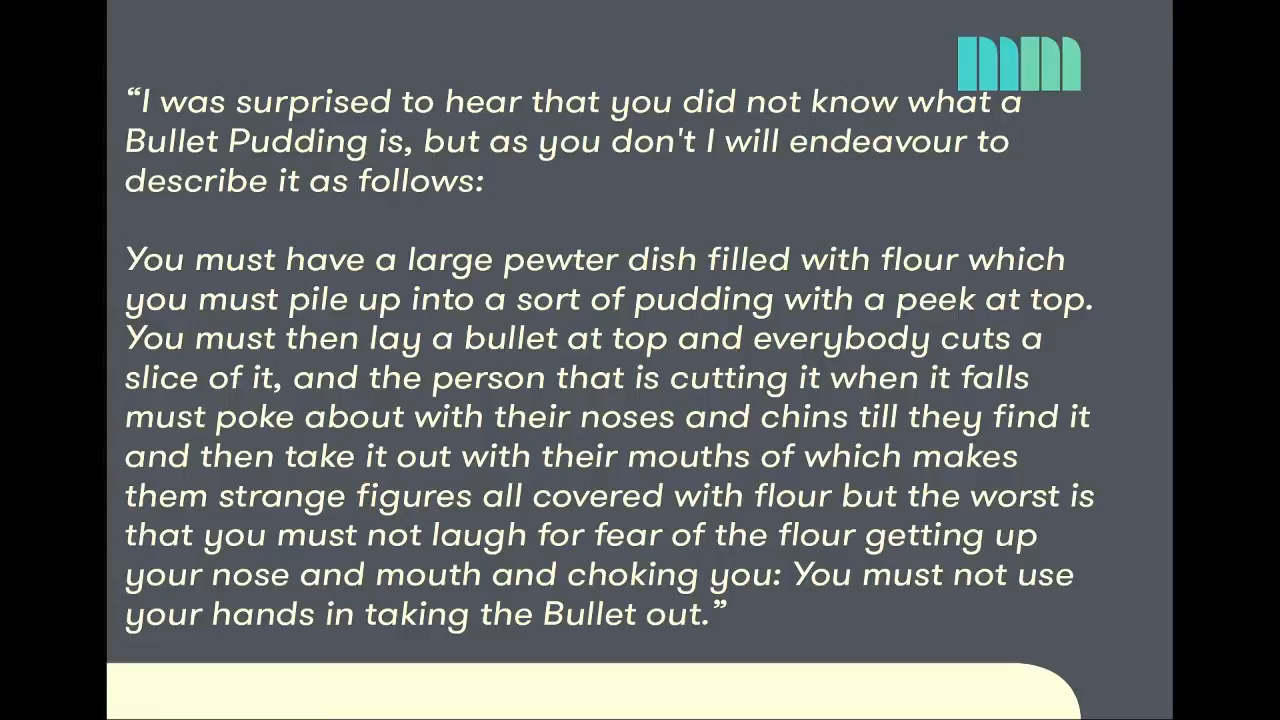 “I was surprised to hear that you did not know what a
Bullet Pudding is, but as you don't I will endeavour to
describe it as follows:
You must have a large pewter dish filled with flour which
you must pile up into a sort of pudding with a peek at top.
You must then lay a bullet at top and everybody cuts a
slice of it, and the person that is cutting it when it falls
must poke about with their noses and chins till they find it
and then take it out with their mouths of which makes
them strange figures all covered with flour but the worst is
that you must not laugh for fear of the flour getting up
your nose and mouth and choking you: You must not use
your hands in taking the Bullet out.”